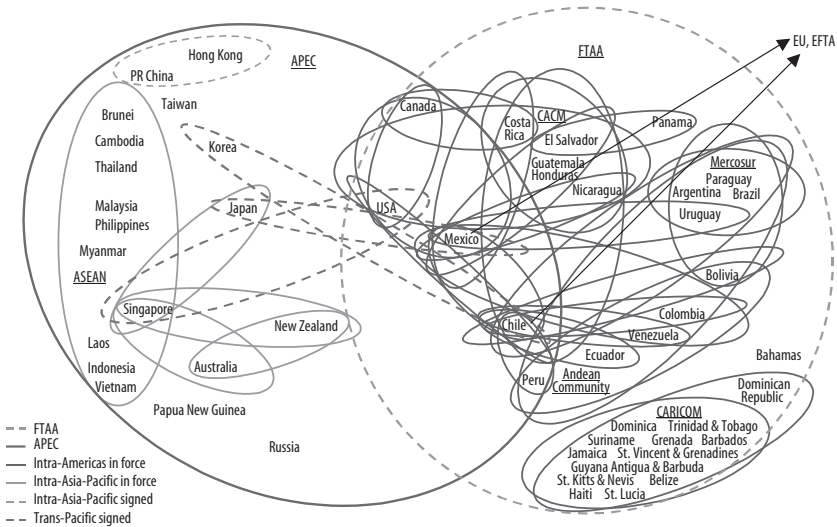 EU, EFTA
FTAA
APEC
Hong Kong
PR China
Taiwan
Brunei
Cambodia
Thailand
Malaysia
Philippines
Myanmar
ASEAN
Singapore
Laos
Indonesia
Vietnam
Korea
Japan
New Zealand
Australia
Papua New Guinea
Russia
Canada
USA
Mexico
Chile
Peru
Costa
Rica
CACM
El Salvador
Guatemala
Honduras
Nicaragua
Panama
Mercosur
Paraguay
Argentina Brazil
Uruguay
Bolivia
Colombia
Venezuela
Ecuador
Andean
Community
Bahamas
Dominican
Republic
CARICOM
Dominica Trinidad & Tobago
Suriname Grenada Barbados
Jamaica St. Vincent & Grenadines
Guyana Antigua & Barbuda
St. Kitts & Nevis Belize
Haiti St. Lucia
FTAA
APEC
Intra-Americas in force
Intra-Asia-Pacific in force
Intra-Asia-Pacific signed
Trans-Pacific signed